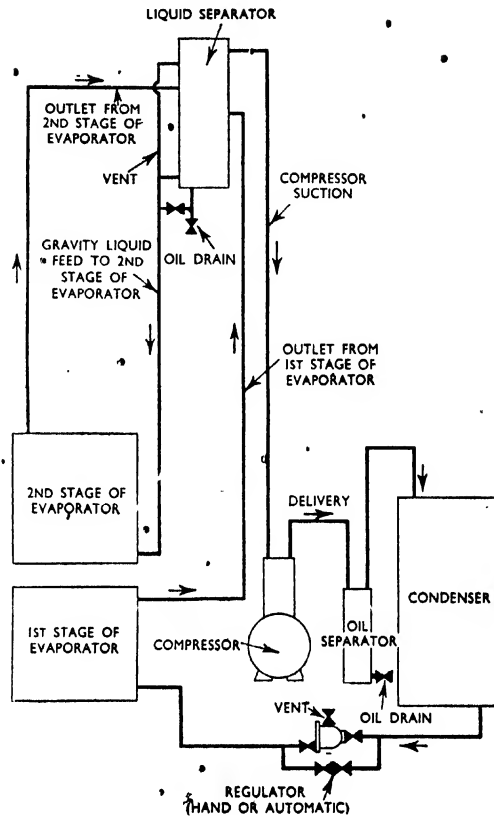 LIQUID SEPARATOR
OUTLET FROM
2ND STAGE OF
EVAPORATOR
VENT
COMPRESSOR
SUCTION
GRAVITY LIQUID
FEED TO 2ND
STAGE OF
EVAPORATOR
OIL DRAIN
OUTLET FROM
1ST STAGE OF
EVAPORATOR
2ND STAGE OF
EVAPORATOR
DELIVERY
CONDENSER
1ST STAGE OF
EVAPORATOR
COMPRESSOR
OIL
SEPARATOR
VENT
OIL DRAIN
REGULATOR
(HAND OR AUTOMATIC)